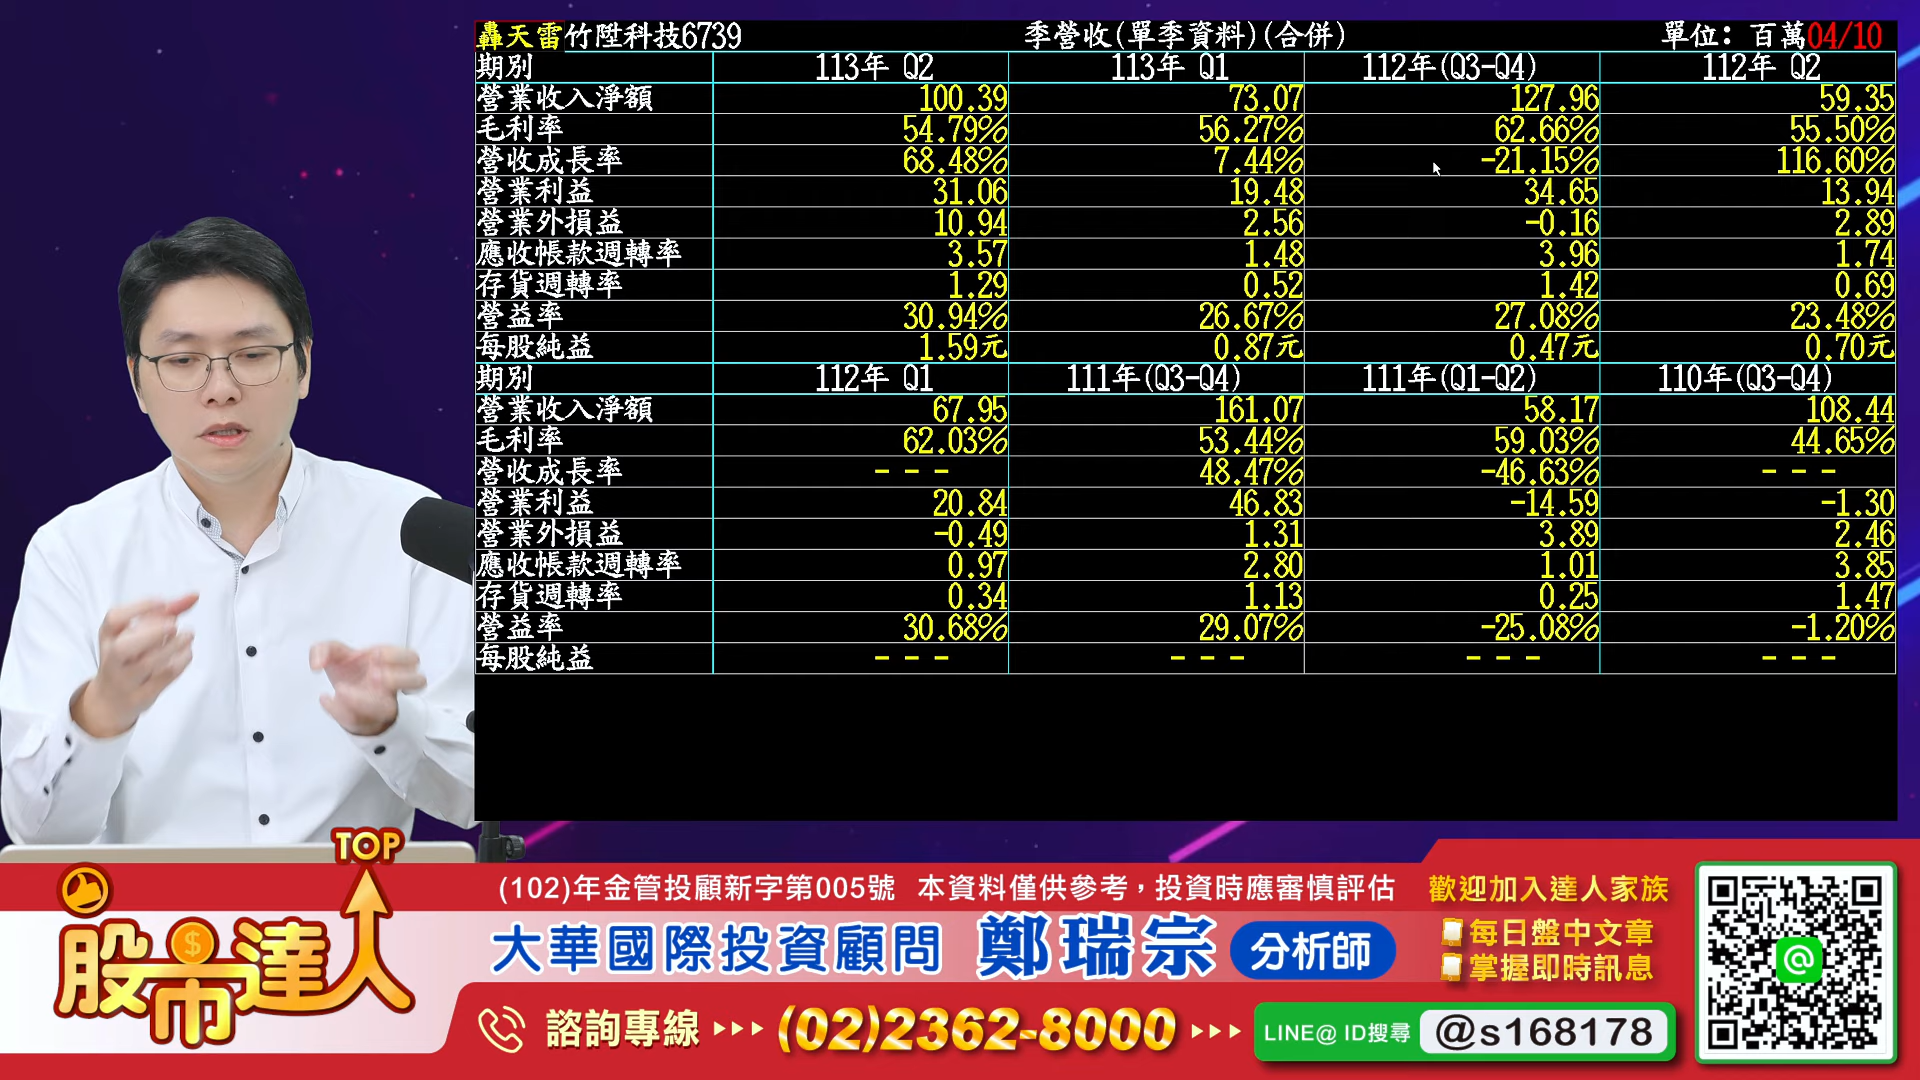 轟天雷竹陞科技6739 季營收(單季資料)(合併) 單位：百萬04/10
期別 113年 Q2 113年 Q1 112年(Q3-Q4) 112年 Q2
營業收入淨額 100.39 73.07 127.96 59.35
毛利率 54.79% 56.27% 62.66% 55.50%
營收成長率 68.48% 7.44% -21.15% 116.60%
營業利益 31.06 19.48 34.65 13.94
營業外損益 10.94 2.56 -0.16 2.89
應收帳款週轉率 3.57 1.48 3.96 1.74
存貨週轉率 1.29 0.52 1.42 0.69
營益率 30.94% 26.67% 27.08% 23.48%
每股純益 1.59元 0.87元 0.47元 0.70元
期別 112年 Q1 111年(Q3-Q4) 111年(Q1-Q2) 110年(Q3-Q4)
營業收入淨額 67.95 161.07 58.17 108.44
毛利率 62.03% 53.44% 59.03% 44.65%
營收成長率 --- 48.47% -46.63% ---
營業利益 20.84 46.83 -14.59 -1.30
營業外損益 -0.49 1.31 3.89 2.46
應收帳款週轉率 0.97 2.80 1.01 3.85
存貨週轉率 0.34 1.13 0.25 1.47
營益率 30.68% 29.07% -25.08% -1.20%
每股純益 --- --- --- ---
TOP
股市達人
(102)年金管投顧新字第005號 本資料僅供參考，投資時應審慎評估
大華國際投資顧問 鄭瑞宗 分析師
諮詢專線 (02)2362-8000
歡迎加入達人家族
每日盤中文章
掌握即時訊息
LINE@ ID搜尋 @s168178